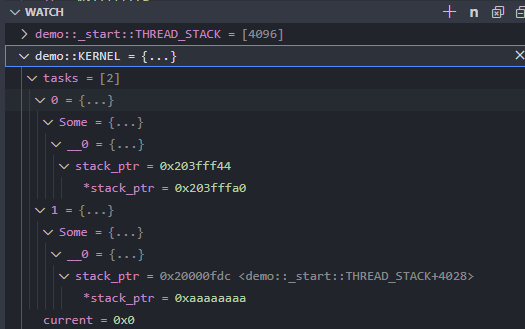 WATCH
demo::_start::THREAD_STACK = [4096]
demo::KERNEL = {...}
tasks = [2]
0 = {...}
Some = {...}
__0 = {...}
stack_ptr = 0x203fff44
*stack_ptr = 0x203fffa0
1 = {...}
Some = {...}
__0 = {...}
stack_ptr = 0x20000fdc <demo::_start::THREAD_STACK+4028>
*stack_ptr = 0xaaaaaaaa
current = 0x0